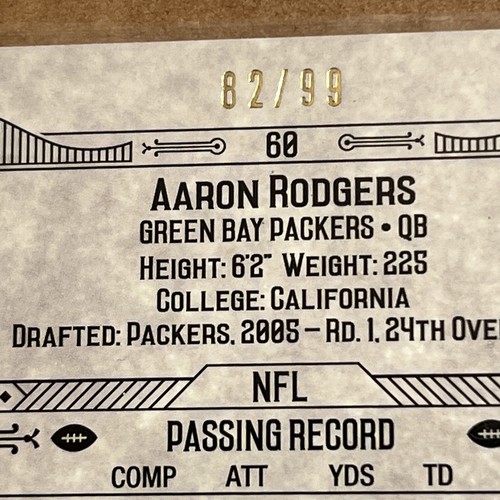 82/99
60
AARON RODGERS
GREEN BAY PACKERS • QB
HEIGHT: 6'2" WEIGHT: 225
COLLEGE: CALIFORNIA
DRAFTED: PACKERS, 2005 – RD. 1, 24TH OVE
NFL
PASSING RECORD
COMP ATT YDS TD